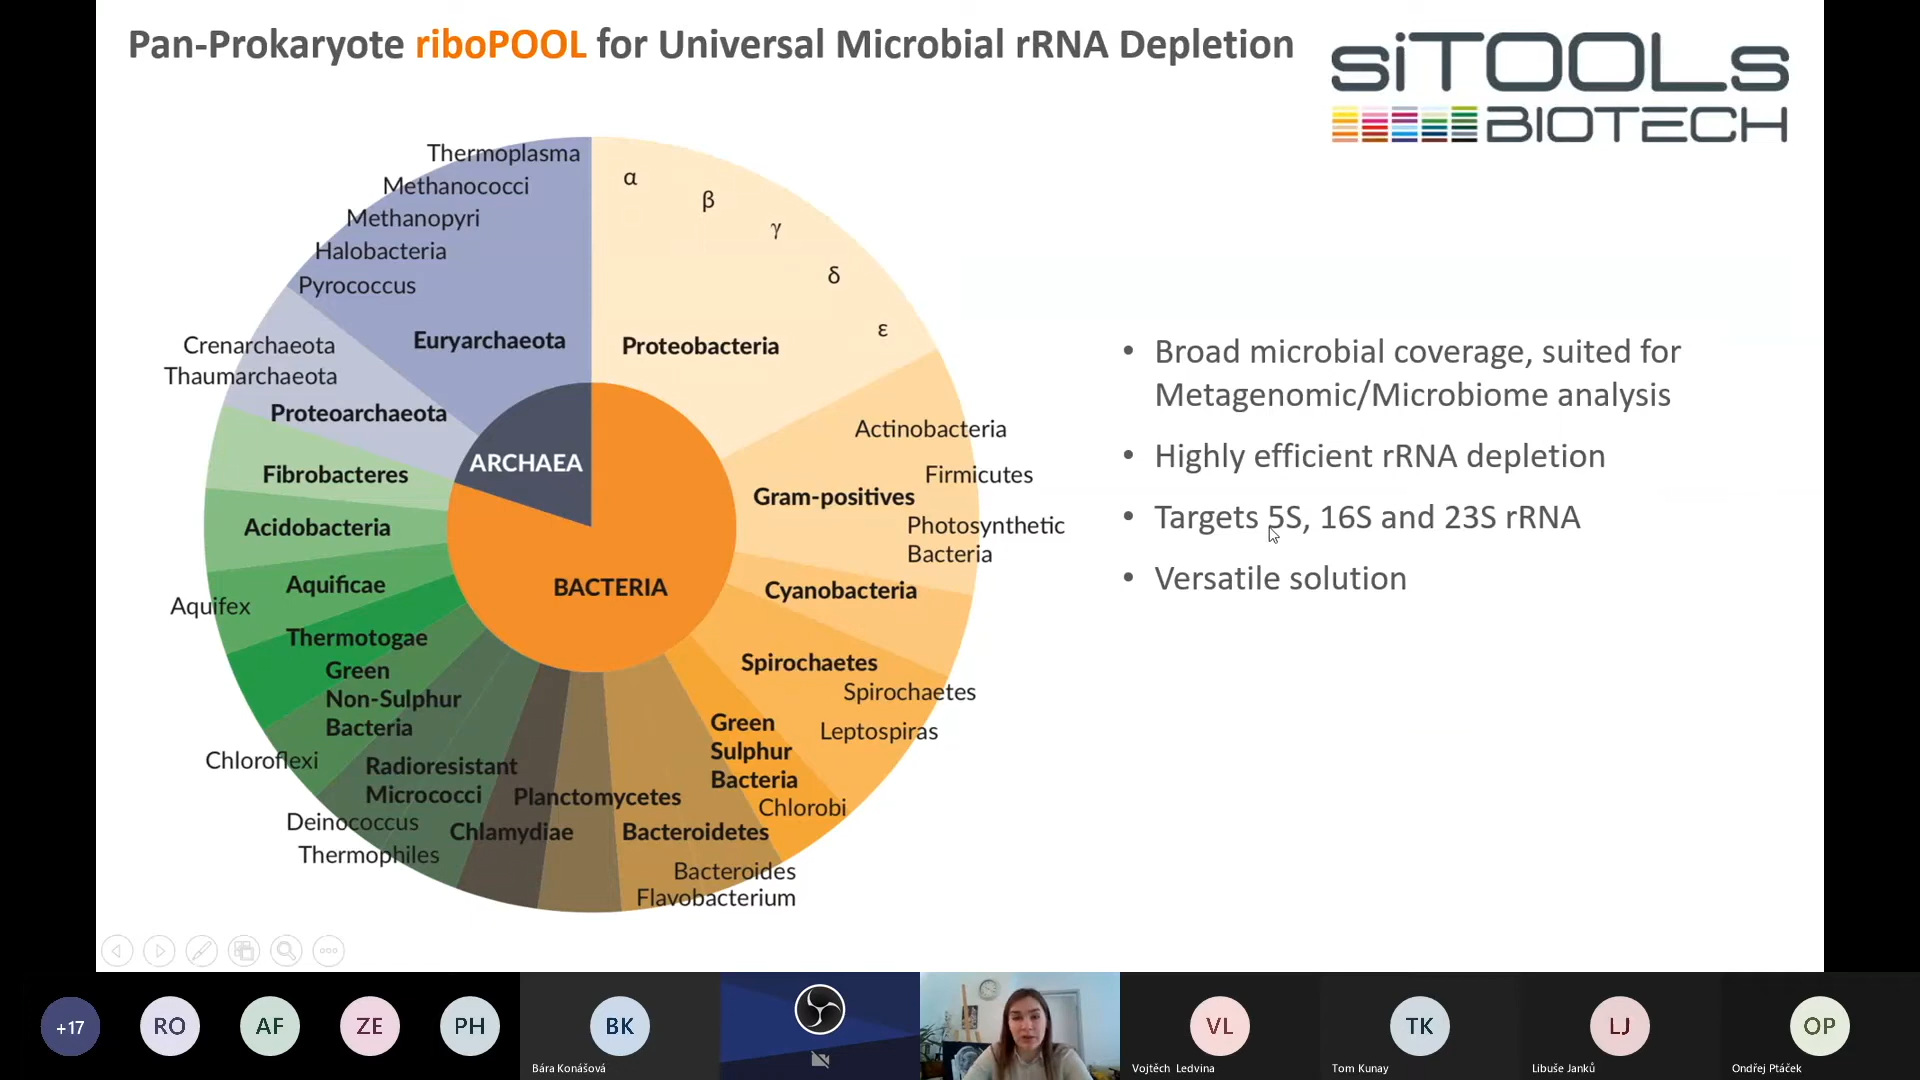 Pan-Prokaryote riboPOOL for Universal Microbial rRNA Depletion
siTOOLs
BIOTECH
Thermoplasma
Methanococci
Methanopyri
Halobacteria
Pyrococcus
Euryarchaeota
Crenarchaeota
Thaumarchaeota
Proteoarchaeota
ARCHAEA
α
β
γ
δ
ε
Proteobacteria
Actinobacteria
Firmicutes
Gram-positives
Photosynthetic
Bacteria
Cyanobacteria
Spirochaetes
Spirochaetes
Leptospiras
Green
Sulphur
Bacteria
Chlorobi
Bacteroidetes
Bacteroides
Flavobacterium
Planctomycetes
Chlamydiae
Radioresistant
Micrococci
Deinococcus
Thermophiles
Green
Non-Sulphur
Bacteria
Chloroflexi
Thermotogae
Aquificae
Aquifex
Acidobacteria
Fibrobacteres
BACTERIA
• Broad microbial coverage, suited for
Metagenomic/Microbiome analysis
• Highly efficient rRNA depletion
• Targets 5S, 16S and 23S rRNA
• Versatile solution
+17
RO
AF
ZE
PH
BK
Bára Konášová
VL
Vojtěch Ledvina
TK
Tom Kunay
LJ
Libuše Janků
OP
Ondřej Ptáček